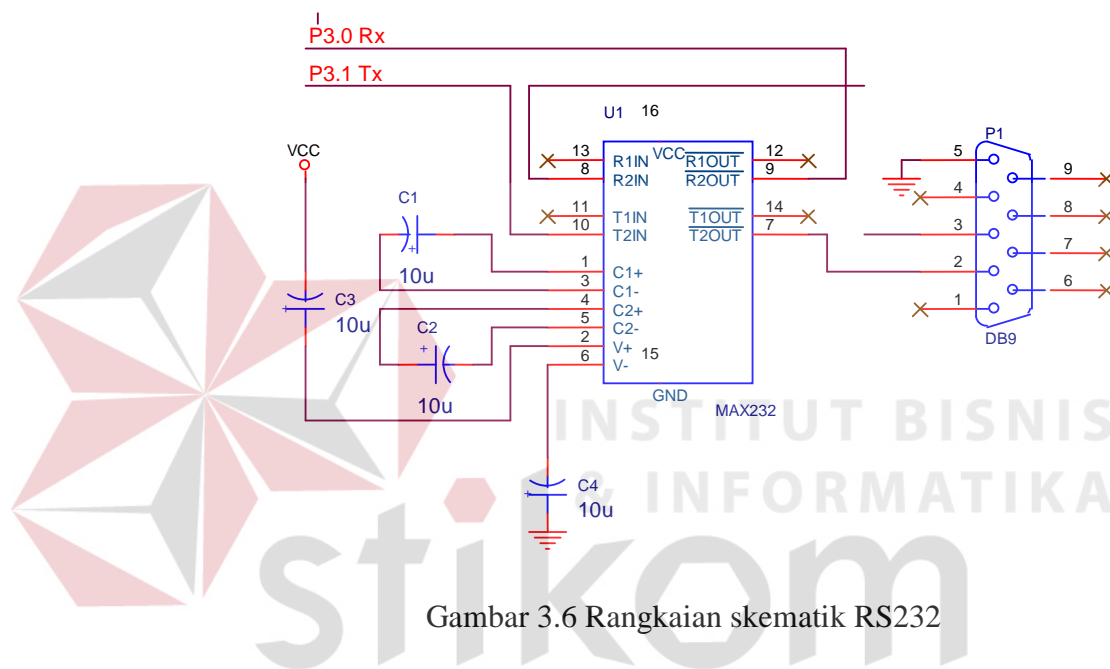 P3.0 Rx
P3.1 Tx
U1 16
P1
VCC
13 R1IN VCC R1OUT 12
8 R2IN R2OUT 9
11 T1IN T1OUT 14
10 T2IN T2OUT 7
1 C1+
3 C1-
4 C2+
5 C2-
2 V+ 15
6 V-
GND
MAX232
C1
10u
C3
10u
C2
10u
C4
10u
5
9
4
8
3
7
2
6
1
DB9
INSTITUT BISNIS
& INFORMATIKA
stikom
Gambar 3.6 Rangkaian skematik RS232